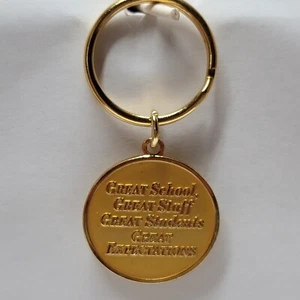 GREAT School,
GREAT Staff
GREAT Students
GREAT
EXPECTATIONS